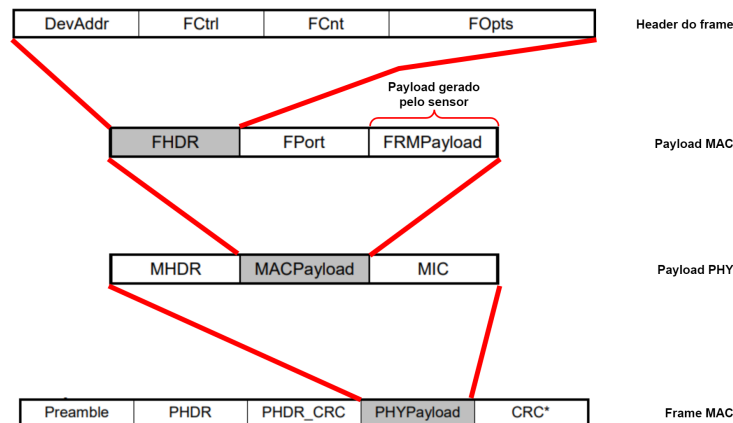 DevAddr FCtrl FCnt FOpts Header do frame
Payload gerado
pelo sensor
FHDR FPort FRMPayload Payload MAC
MHDR MACPayload MIC Payload PHY
Preamble PHDR PHDR_CRC PHYPayload CRC* Frame MAC